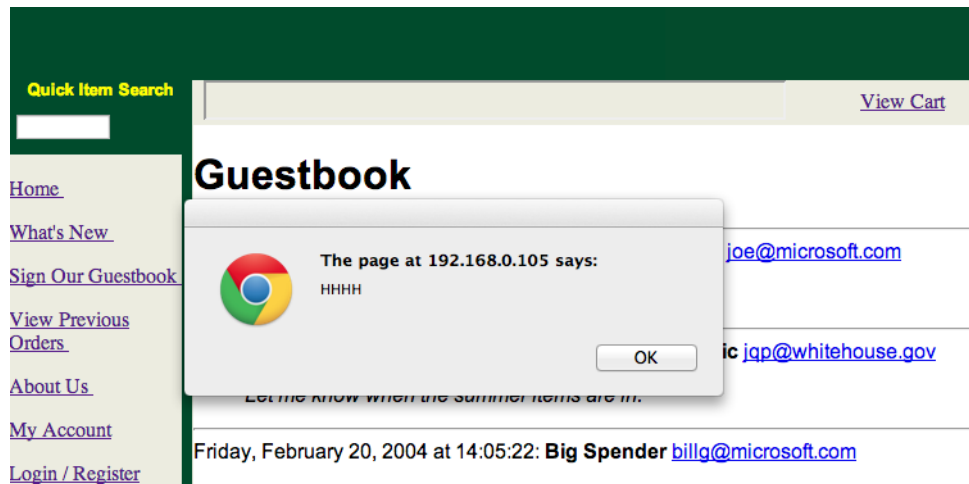 Quick Item Search
View Cart
Guestbook
Home
What's New
Sign Our Guestbook
View Previous
Orders
About Us
My Account
Login / Register
The page at 192.168.0.105 says:
HHHH
OK
joe@microsoft.com
ic jqp@whitehouse.gov
Let me know when the summer items are in.
Friday, February 20, 2004 at 14:05:22: Big Spender billg@microsoft.com